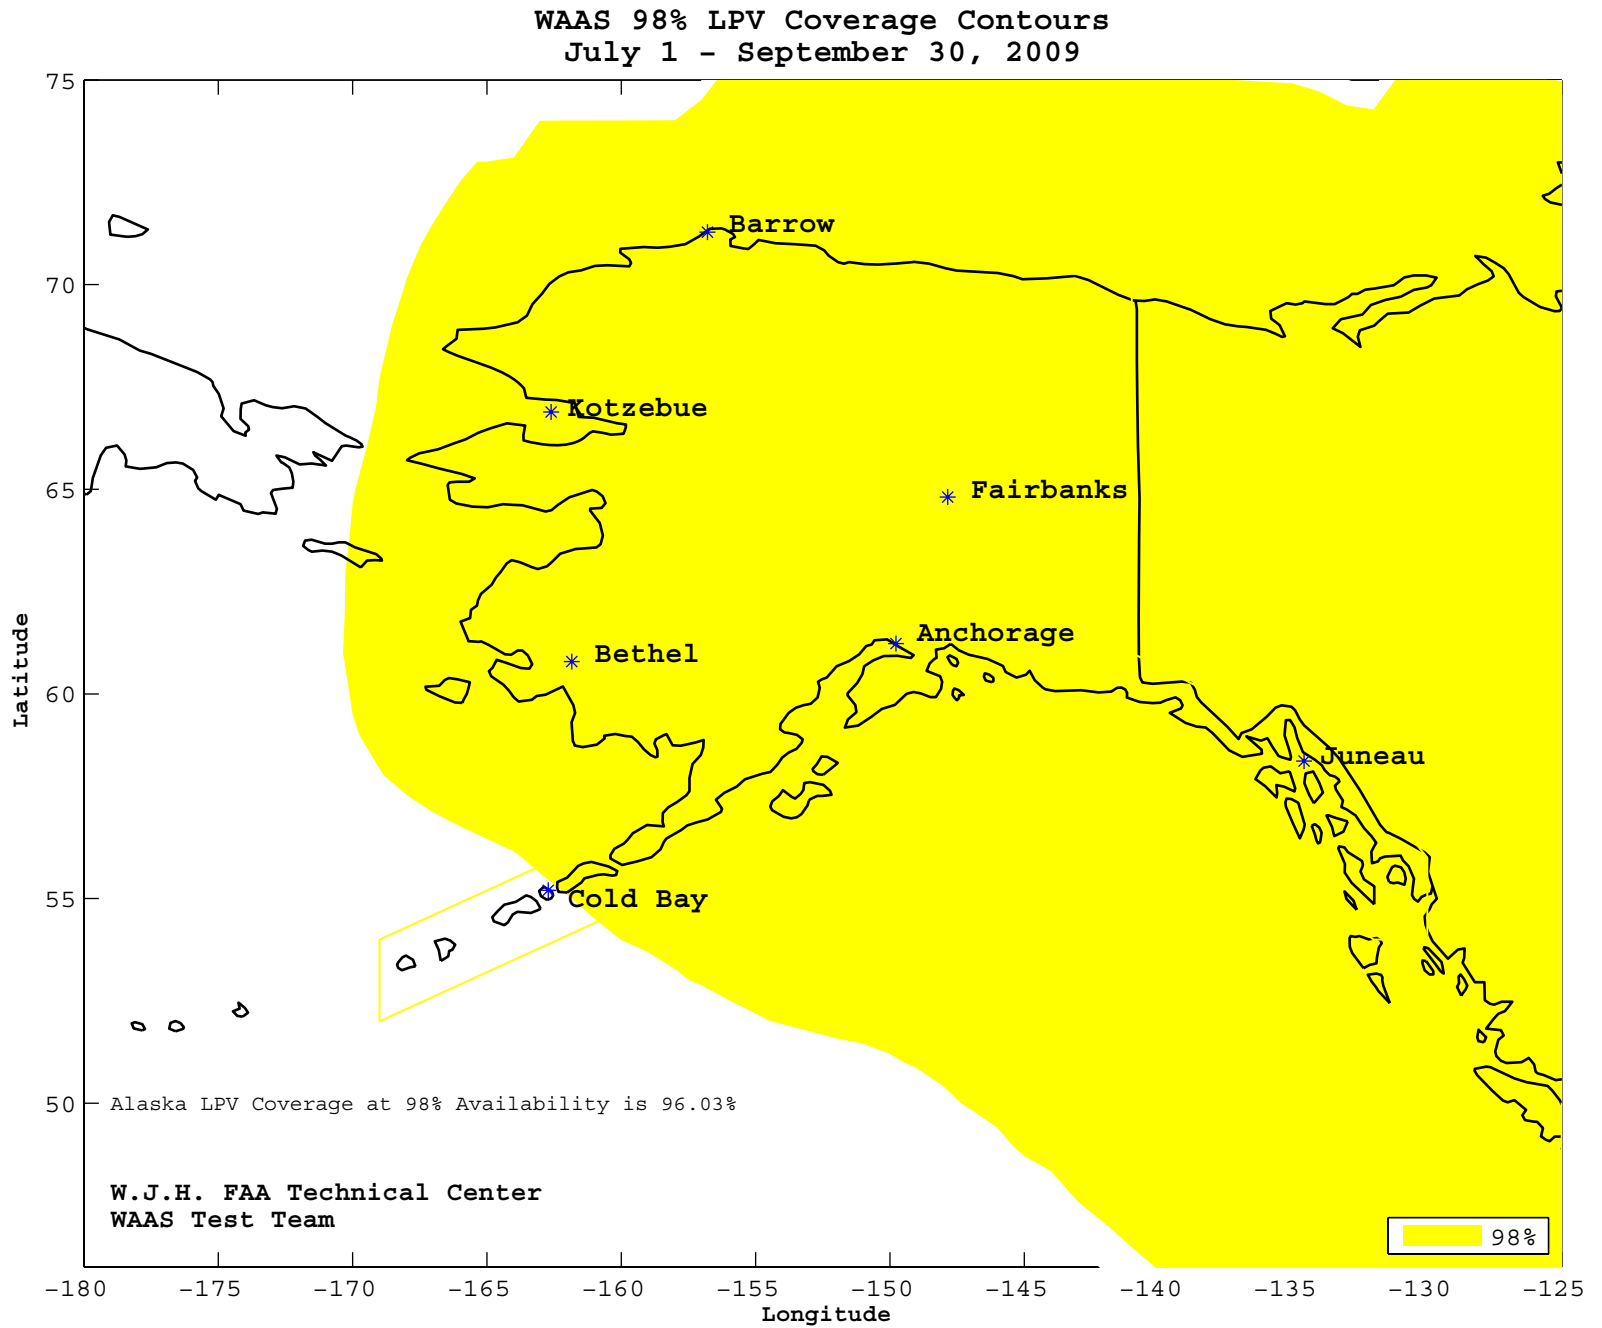 WAAS 98% LPV Coverage Contours
July 1 - September 30, 2009
75
70
65
60
55
50
Latitude
Barrow
Kotzebue
Fairbanks
Anchorage
Bethel
Juneau
Cold Bay
Alaska LPV Coverage at 98% Availability is 96.03%
W.J.H. FAA Technical Center
WAAS Test Team
98%
-180 -175 -170 -165 -160 -155 -150 -145 -140 -135 -130 -125
Longitude